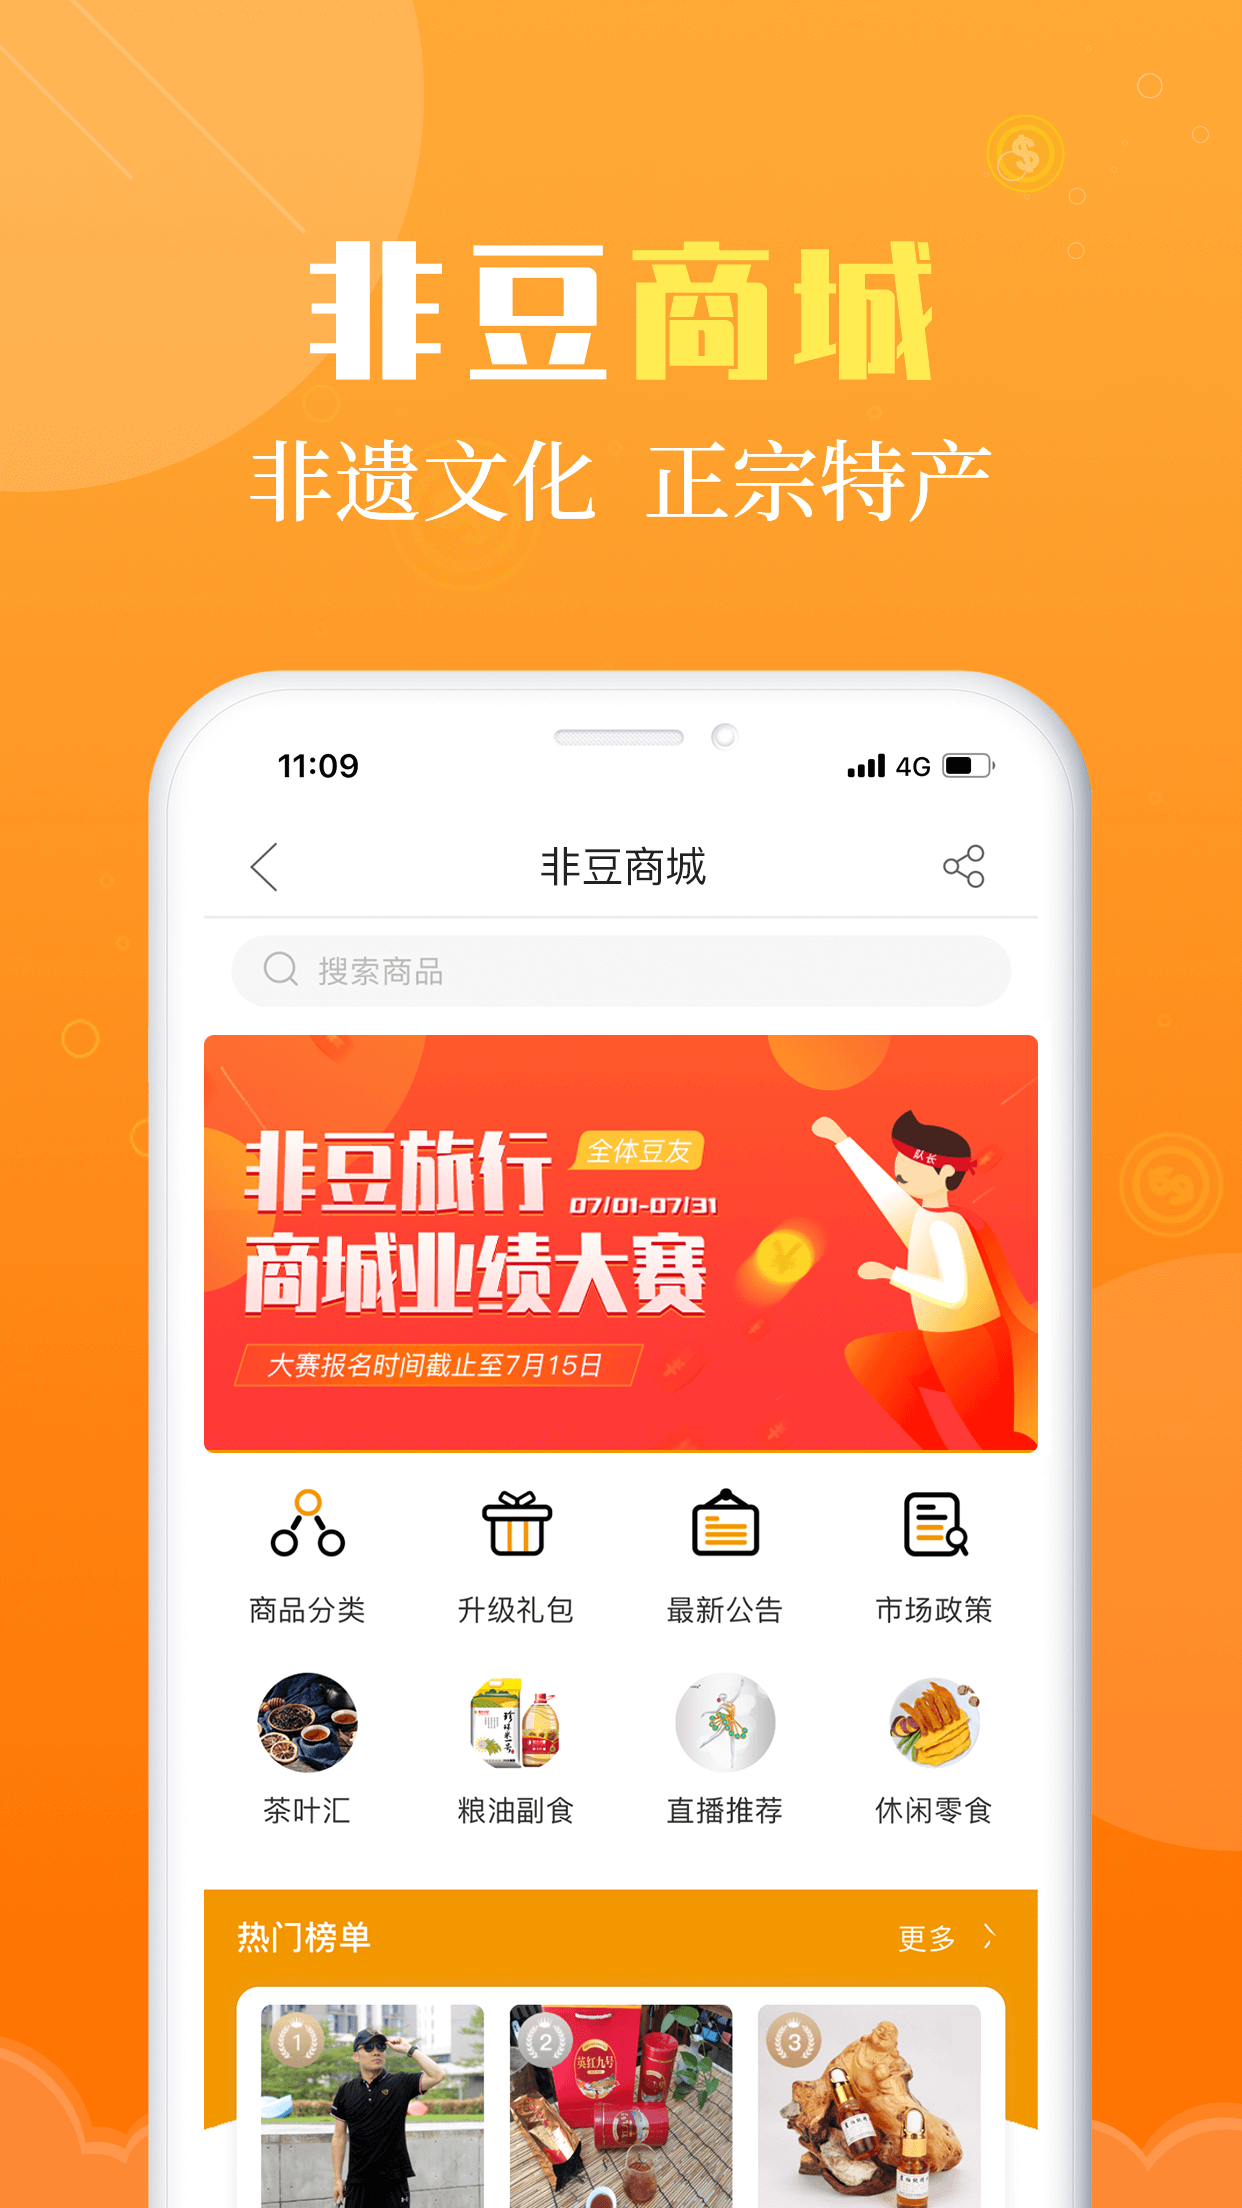 非豆商城
非遗文化 正宗特产
11:09
4G
非豆商城
搜索商品
非豆旅行
全体豆友
07/01-07/31
商城业绩大赛
大赛报名时间截止至7月15日
队长
商品分类 升级礼包 最新公告 市场政策
茶叶汇 粮油副食 直播推荐 休闲零食
热门榜单 更多
1 2 3
英红九号